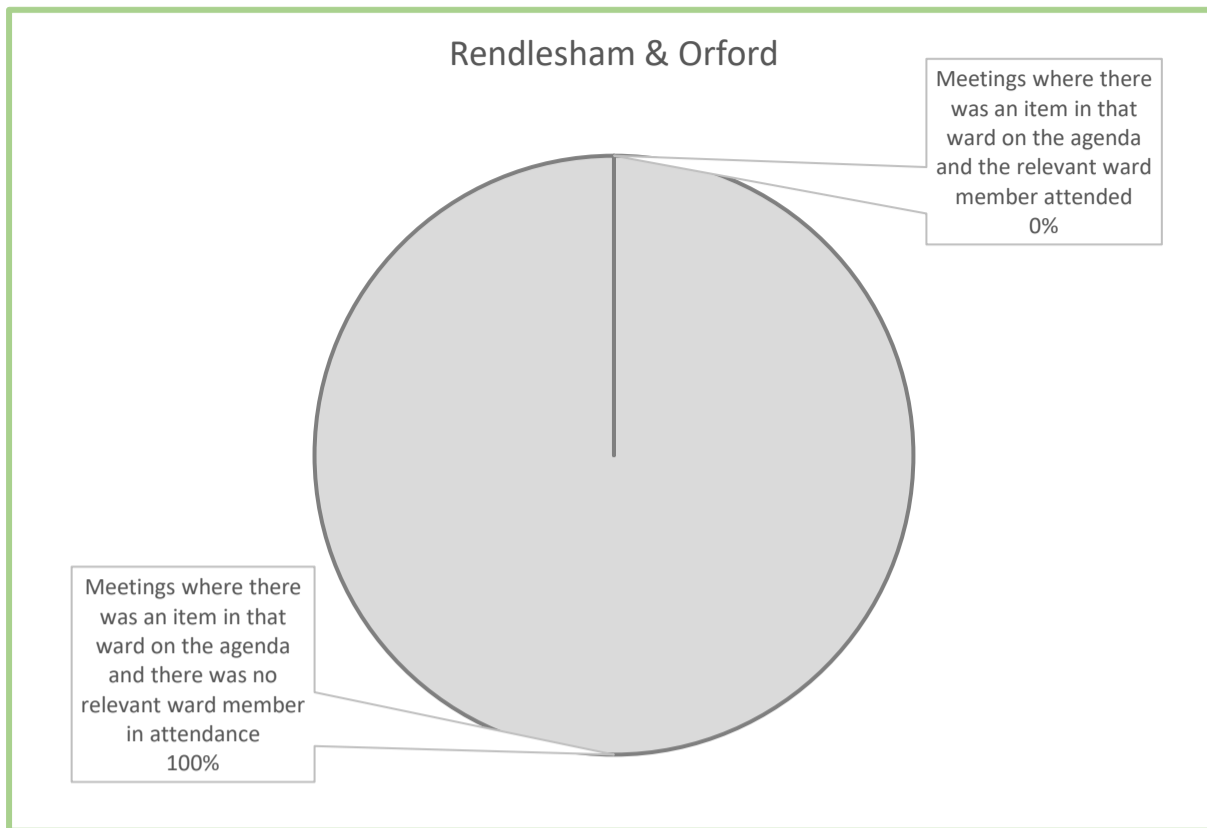 Rendlesham & Orford
Meetings where there
was an item in that
ward on the agenda
and the relevant ward
member attended
0%
Meetings where there
was an item in that
ward on the agenda
and there was no
relevant ward member
in attendance
100%